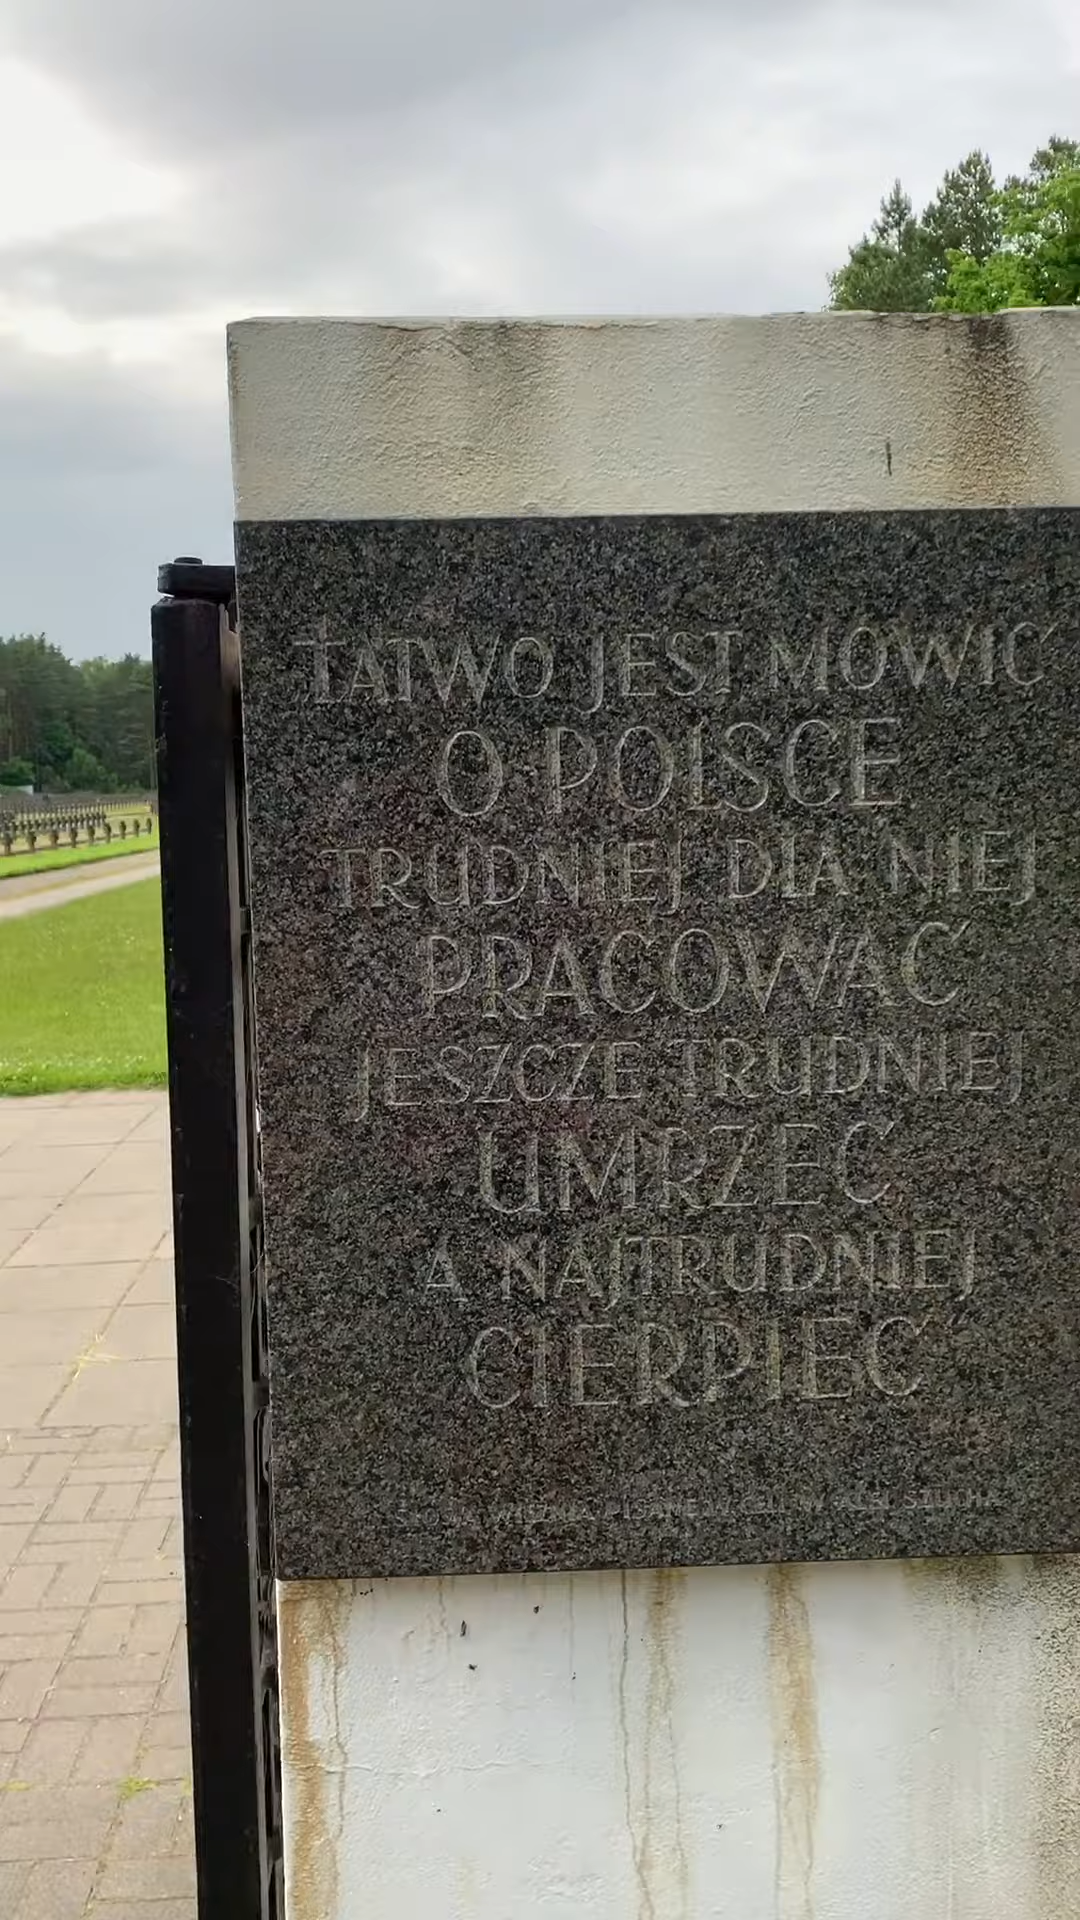 ŁATWO JEST MÓWIĆ
O POLSCE
TRUDNIEJ DLA NIEJ
PRACOWAĆ
JESZCZE TRUDNIEJ
UMRZEĆ
A NAJTRUDNIEJ
CIERPIEĆ